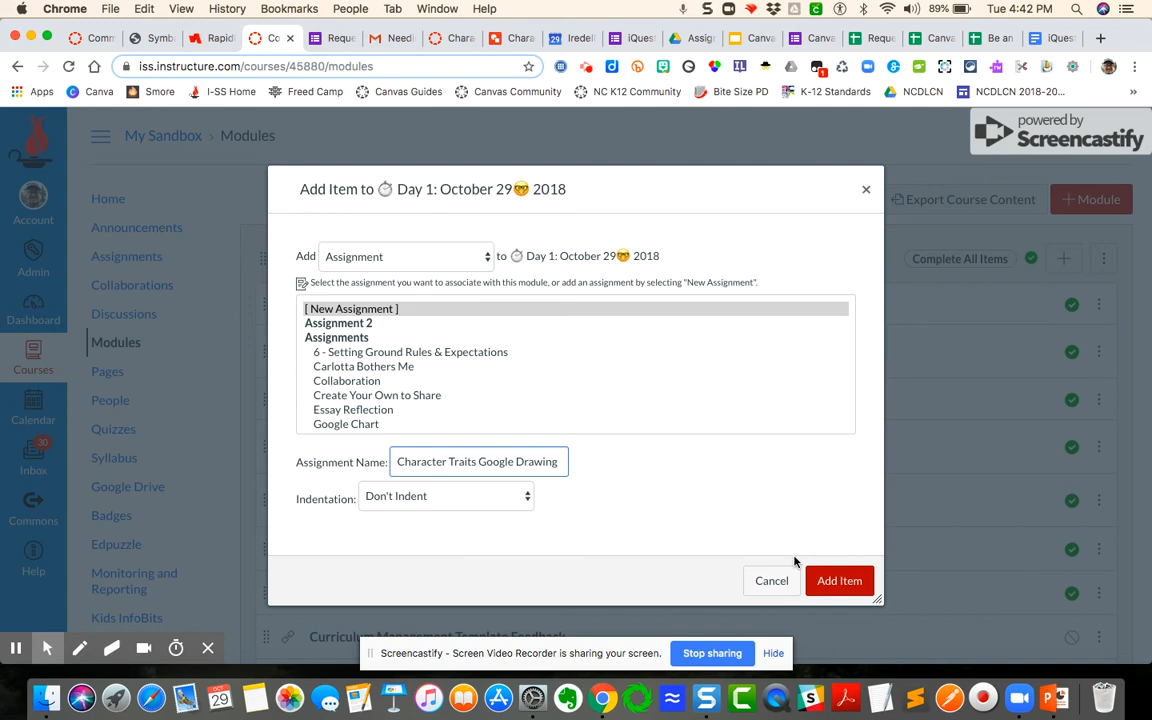 Chrome File Edit View History Bookmarks People Tab Window Help 89% Tue 4:42 PM
Comm Symba Rapid Co Reque Needi Chara Chara Iredell iQues Assig Canva Canva Reque Canva Be an iQuest
iss.instructure.com/courses/45880/modules
Apps Canva Smore I-SS Home Freed Camp Canvas Guides Canvas Community NC K12 Community Bite Size PD K-12 Standards NCDLCN NCDLCN 2018-20... »
powered by
Screencastify
My Sandbox › Modules
Account
Admin
Dashboard
Courses
Calendar
30
Inbox
Commons
Help
Home
Announcements
Assignments
Collaborations
Discussions
Modules
Pages
People
Quizzes
Syllabus
Google Drive
Badges
Edpuzzle
Monitoring and
Reporting
Kids InfoBits
Export Course Content
+ Module
Complete All Items
Add Item to ⏱ Day 1: October 29🤓 2018
Add Assignment to ⏱ Day 1: October 29🤓 2018
Select the assignment you want to associate with this module, or add an assignment by selecting "New Assignment".
[ New Assignment ]
Assignment 2
Assignments
6 - Setting Ground Rules & Expectations
Carlotta Bothers Me
Collaboration
Create Your Own to Share
Essay Reflection
Google Chart
Assignment Name: Character Traits Google Drawing
Indentation: Don't Indent
Cancel Add Item
Curriculum Management Template Feedback
Screencastify - Screen Video Recorder is sharing your screen. Stop sharing Hide